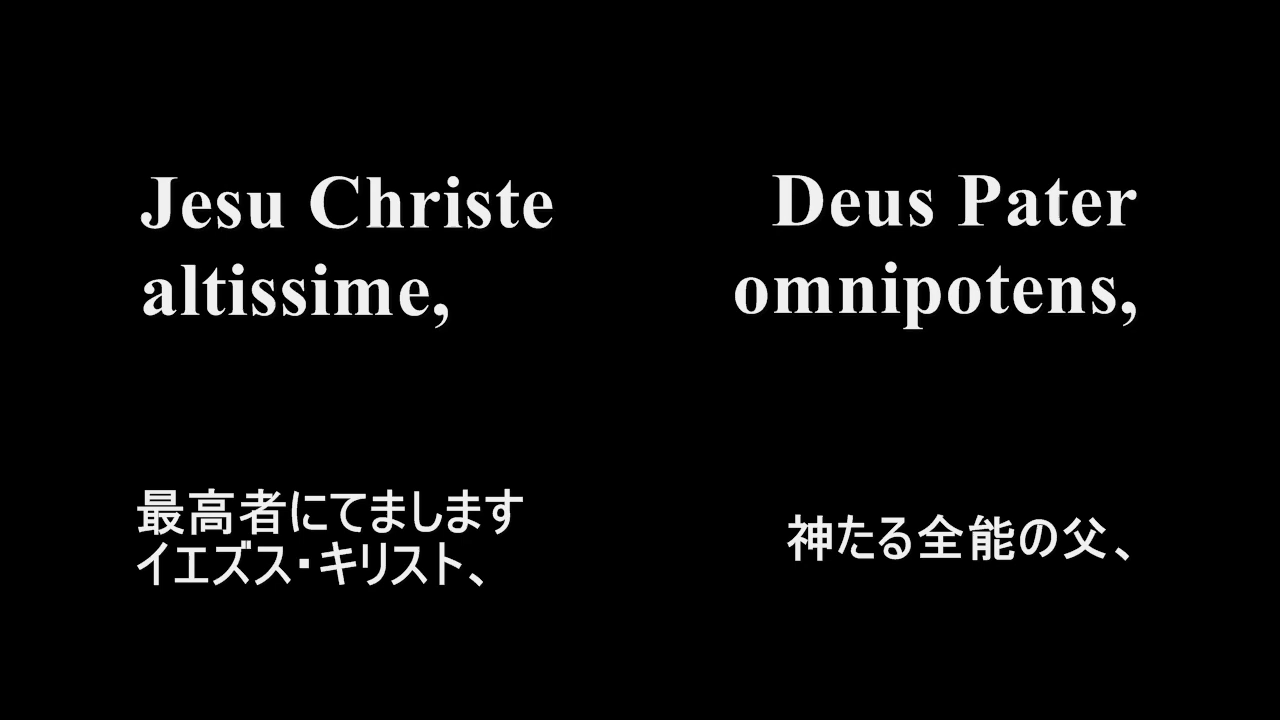 Jesu Christe
altissime,
Deus Pater
omnipotens,
最高者にてまします
イエズス・キリスト、
神たる全能の父、